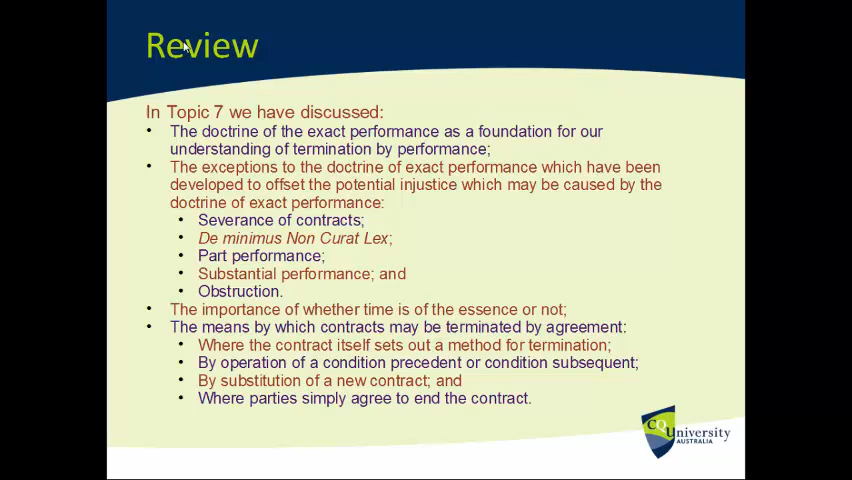 Review
In Topic 7 we have discussed:
• The doctrine of the exact performance as a foundation for our
understanding of termination by performance;
• The exceptions to the doctrine of exact performance which have been
developed to offset the potential injustice which may be caused by the
doctrine of exact performance:
• Severance of contracts;
• De minimus Non Curat Lex;
• Part performance;
• Substantial performance; and
• Obstruction.
• The importance of whether time is of the essence or not;
• The means by which contracts may be terminated by agreement:
• Where the contract itself sets out a method for termination;
• By operation of a condition precedent or condition subsequent;
• By substitution of a new contract; and
• Where parties simply agree to end the contract.
CQUniversity
AUSTRALIA